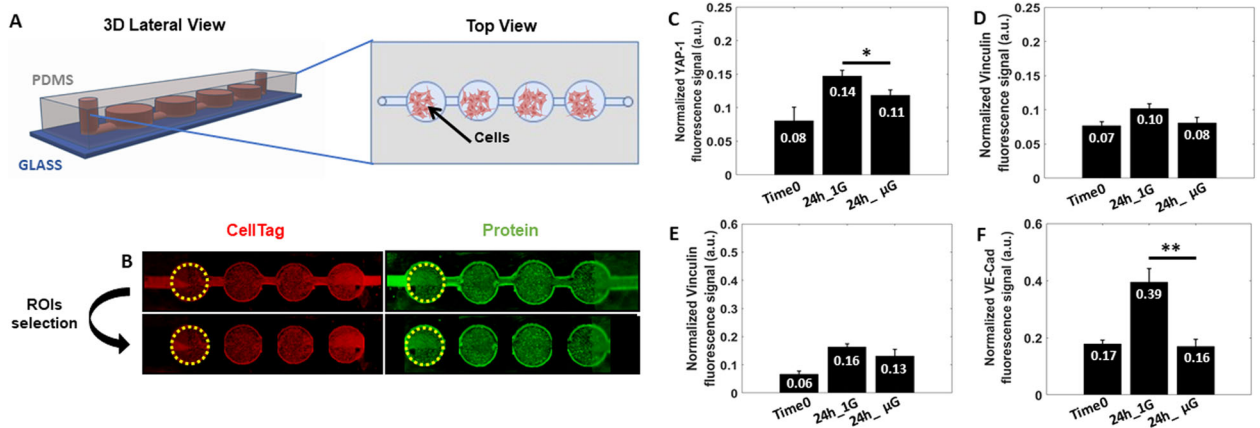 A
3D Lateral View
PDMS
GLASS
Top View
Cells
CellTag
Protein
B
ROIs
selection
C
Normalized YAP-1
fluorescence signal (a.u.)
0.2
0.15
0.1
0.05
0
*
0.08
0.14
0.11
Time0
24h_1G
24h_ µG
D
Normalized Vinculin
fluorescence signal (a.u.)
0.2
0.15
0.1
0.05
0
0.07
0.10
0.08
Time0
24h_1G
24h_ µG
E
Normalized Vinculin
fluorescence signal (a.u.)
0.6
0.4
0.2
0.1
0
0.06
0.16
0.13
Time0
24h_1G
24h_ µG
F
Normalized VE-Cad
fluorescence signal (a.u.)
0.6
0.4
0.2
0
**
0.17
0.39
0.16
Time0
24h_1G
24h_ µG